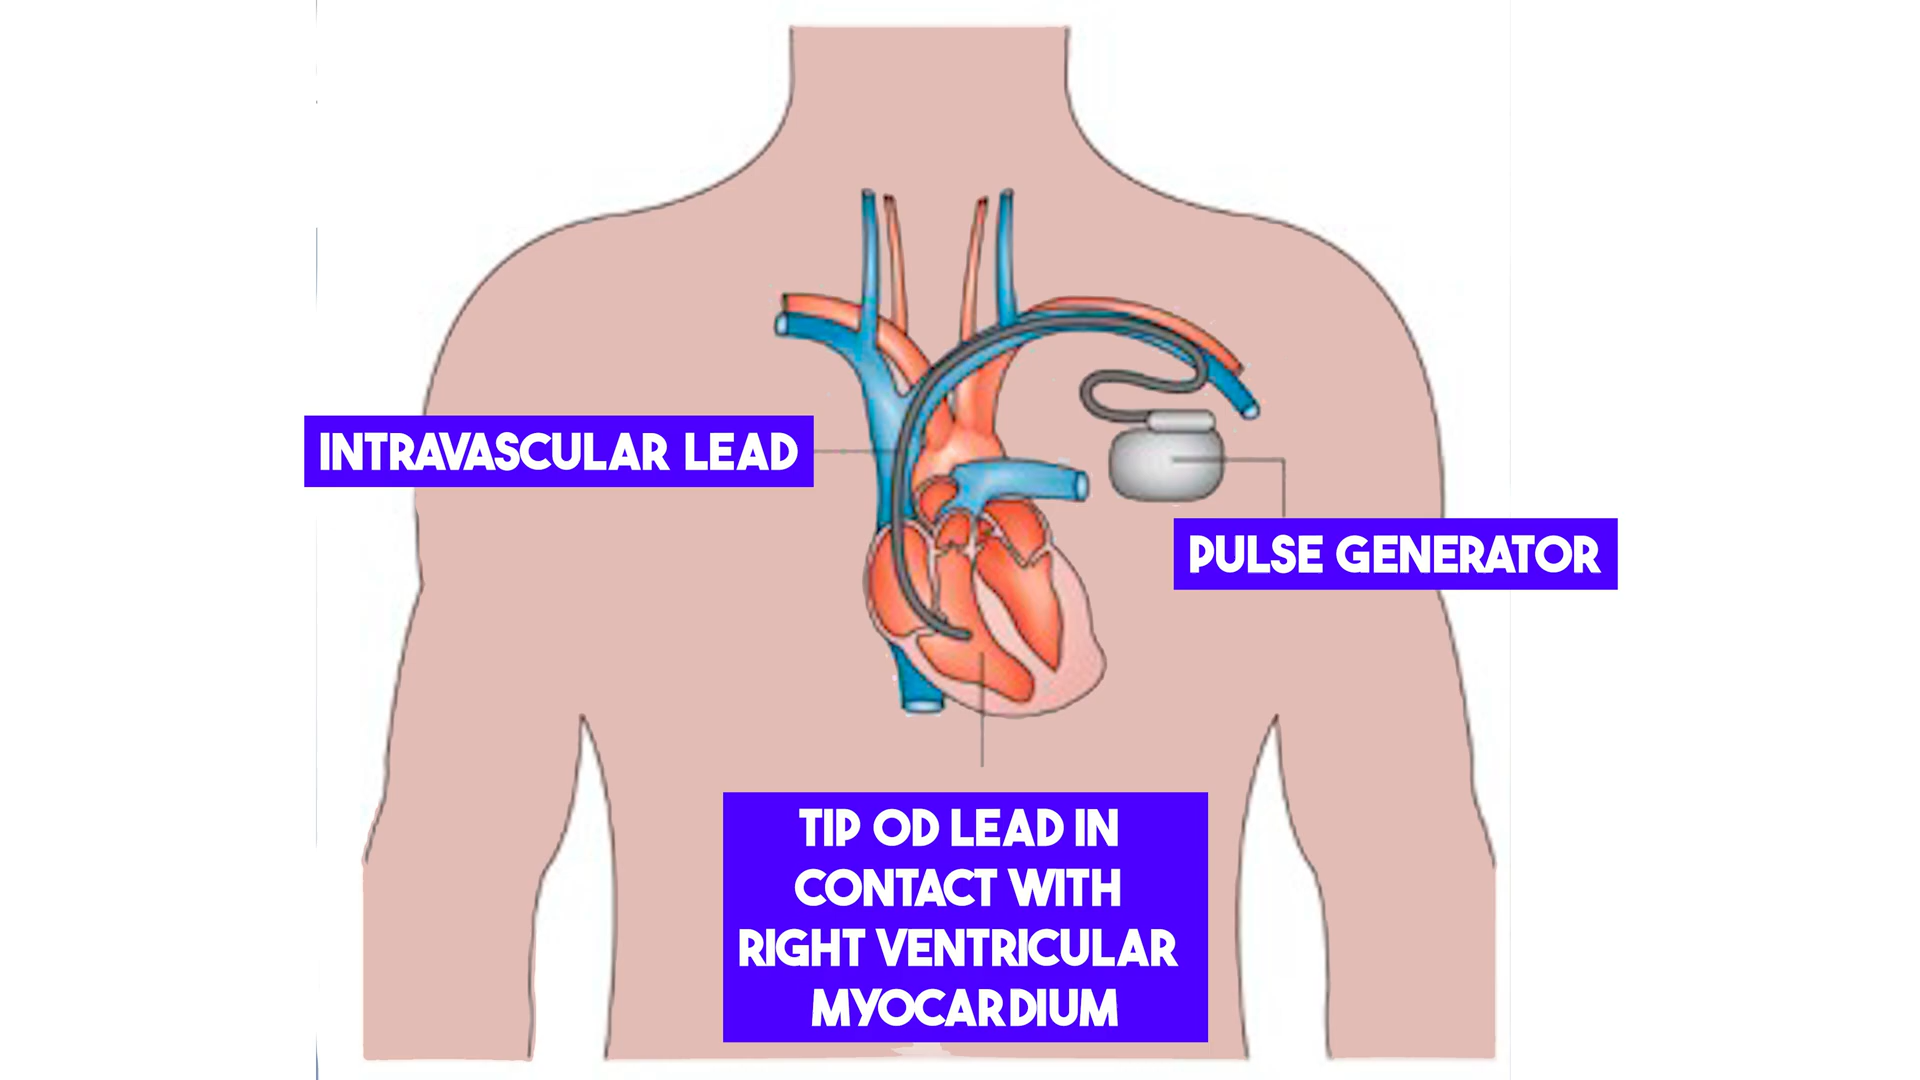 INTRAVASCULAR LEAD
PULSE GENERATOR
TIP OD LEAD IN
CONTACT WITH
RIGHT VENTRICULAR
MYOCARDIUM